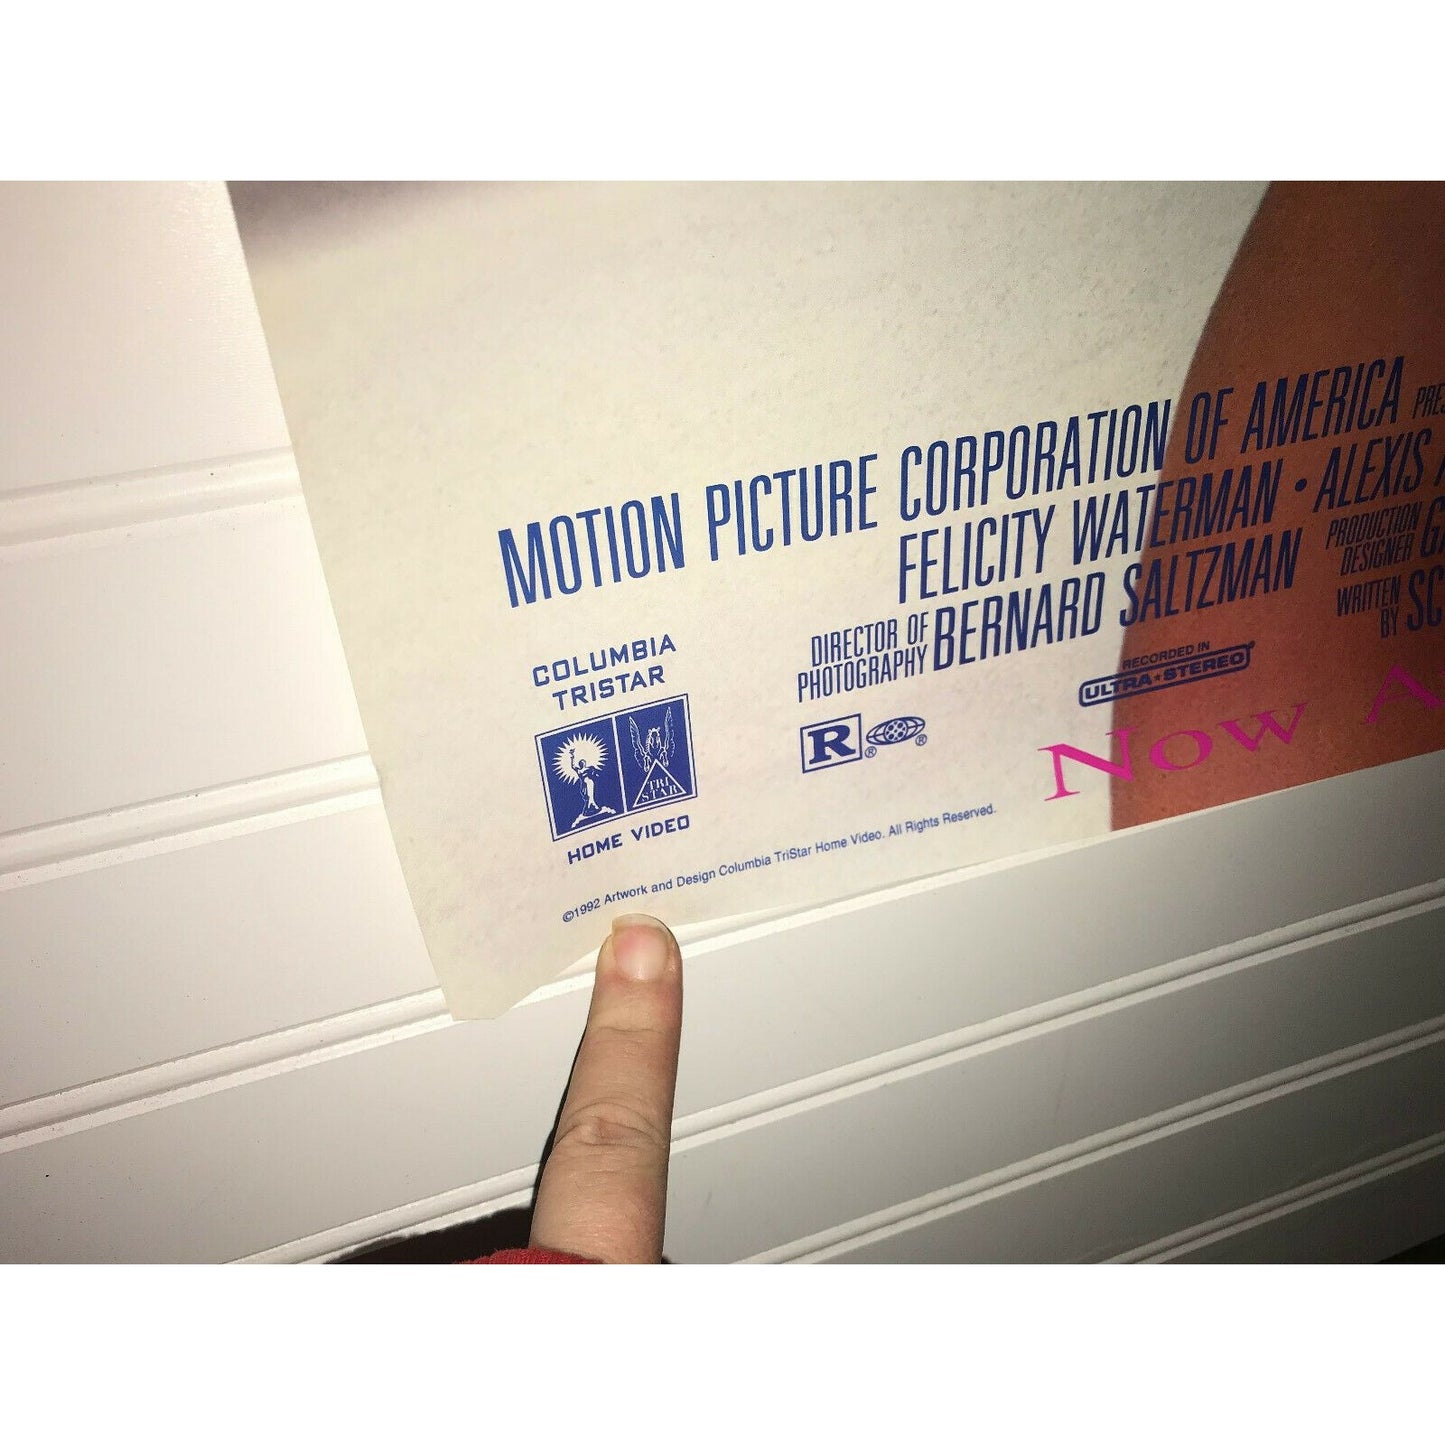 MOTION PICTURE CORPORATION OF AMERICA
FELICITY WATERMAN • ALEXIS
DIRECTOR OF PHOTOGRAPHY BERNARD SALTZMAN
PRODUCTION DESIGNER
WRITTEN BY
COLUMBIA
TRISTAR
TRI
STAR
HOME VIDEO
R ® ®
RECORDED IN
ULTRA★STEREO
NOW
©1992 Artwork and Design Columbia TriStar Home Video. All Rights Reserved.